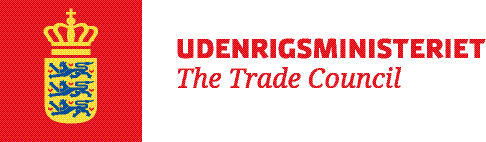 UDENRIGSMINISTERIET
The Trade Council